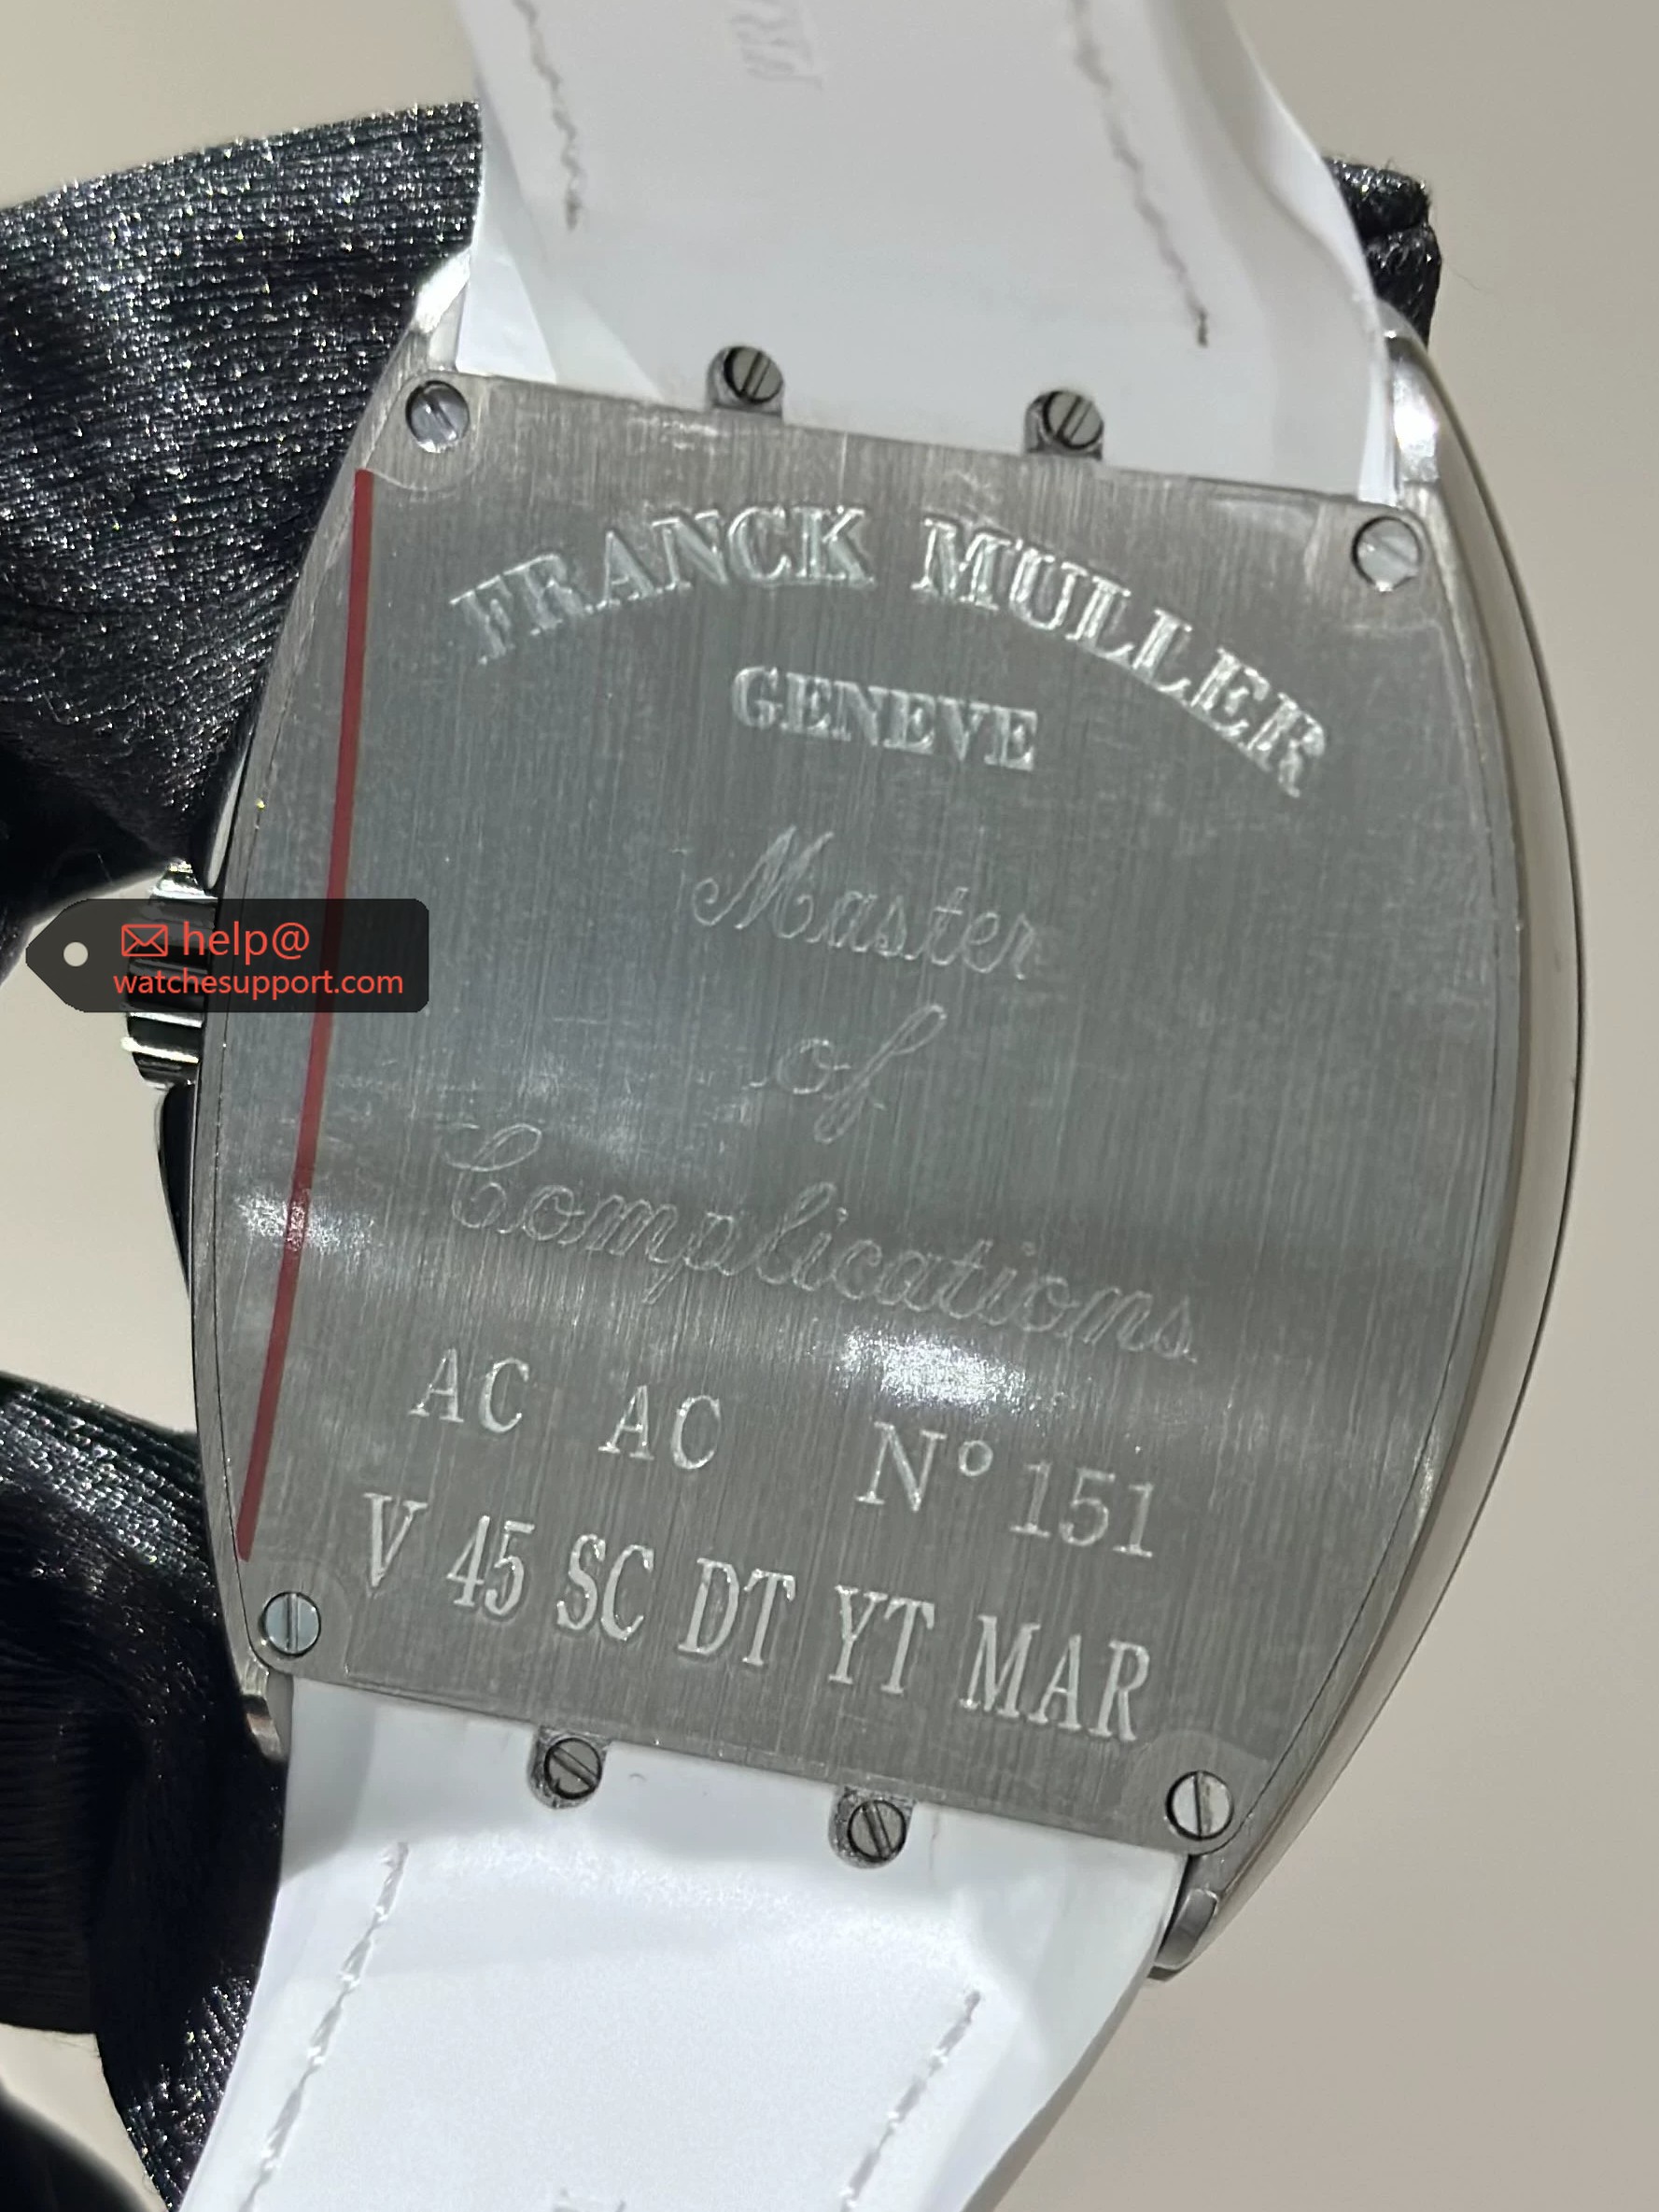 FRANCK MULLER
GENEVE
Master
of
Complications
AC AC N° 151
V 45 SC DT YT MAR
help@
watchesupport.com